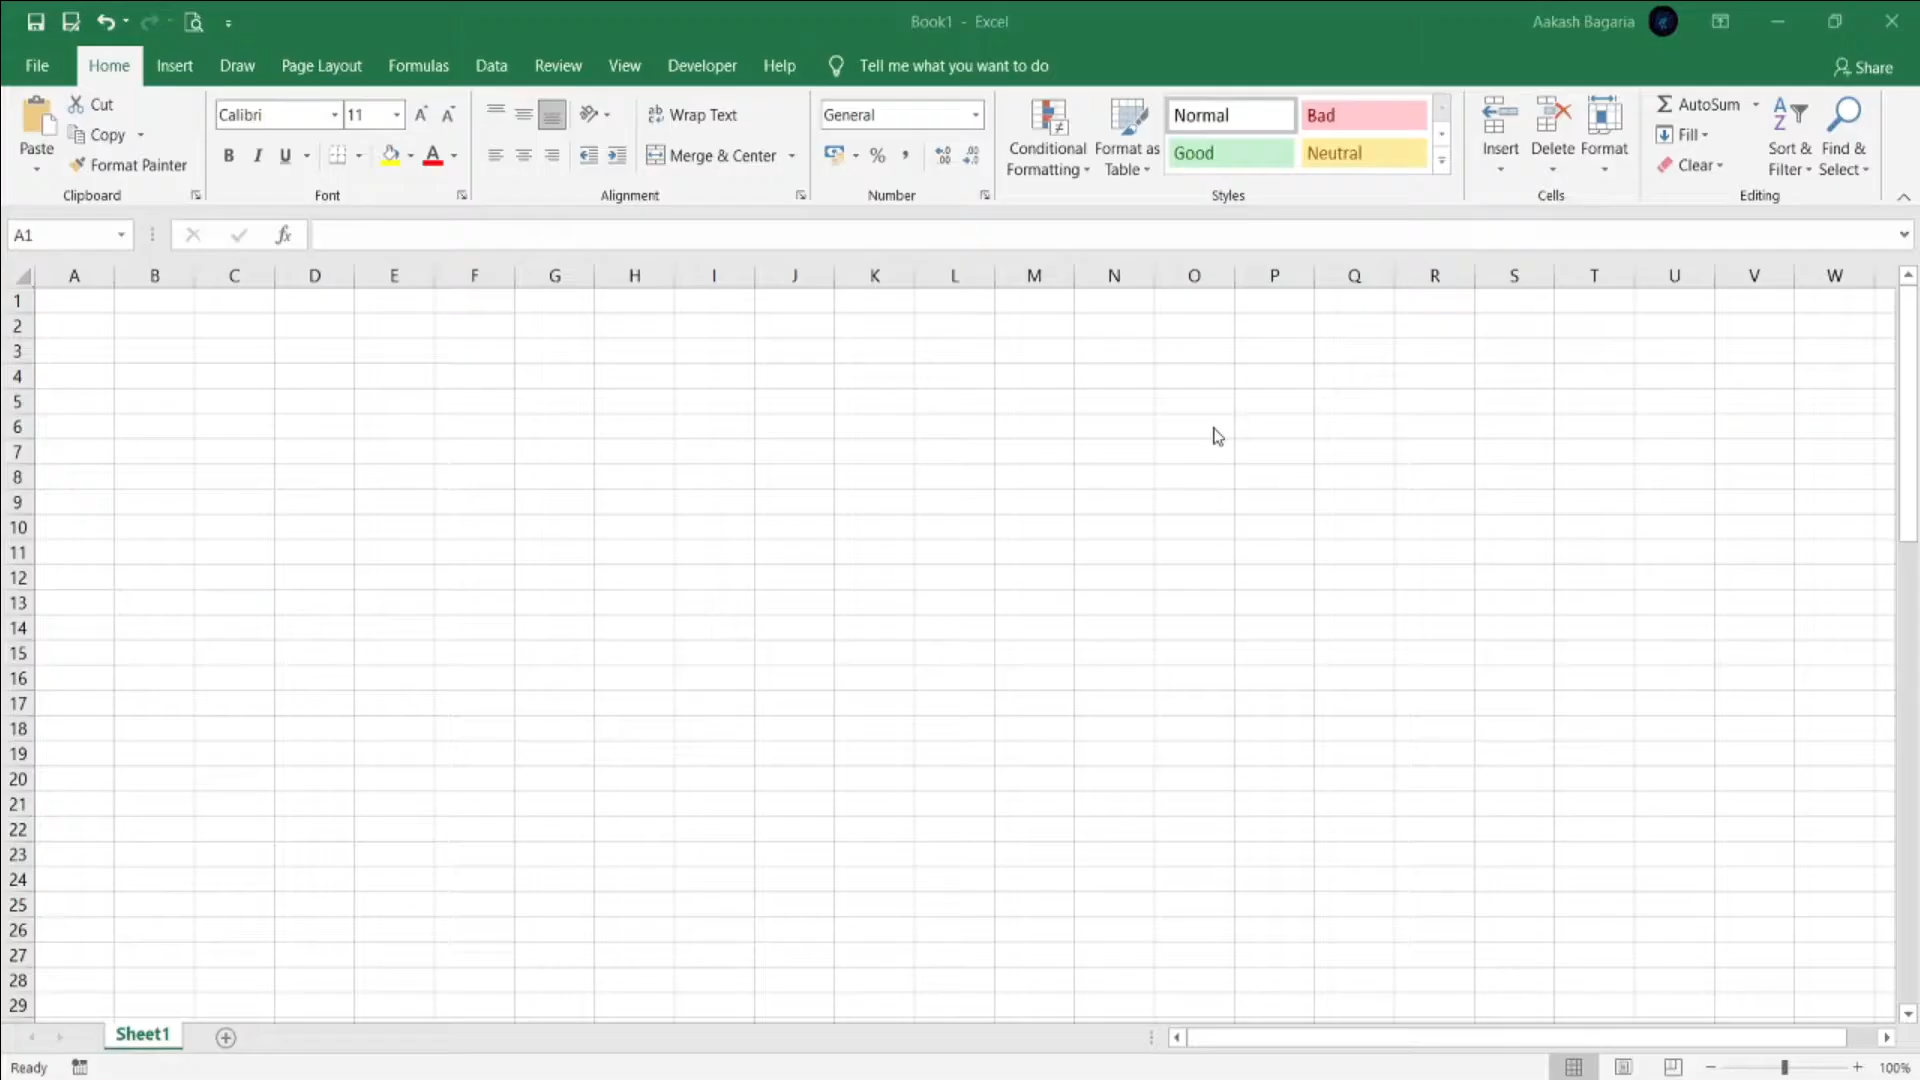 Book1 - Excel
Aakash Bagaria
File Home Insert Draw Page Layout Formulas Data Review View Developer Help Tell me what you want to do Share
Paste
Cut
Copy
Format Painter
Clipboard
Calibri 11
B I U A
Font
Wrap Text
Merge & Center
Alignment
General
% ,
Number
Conditional Formatting
Format as Table
Normal Bad
Good Neutral
Styles
Insert Delete Format
Cells
AutoSum
Fill
Clear
Sort & Filter
Find & Select
Editing
A1 fx
A B C D E F G H I J K L M N O P Q R S T U V W
1
2
3
4
5
6
7
8
9
10
11
12
13
14
15
16
17
18
19
20
21
22
23
24
25
26
27
28
29
Sheet1
Ready 100%